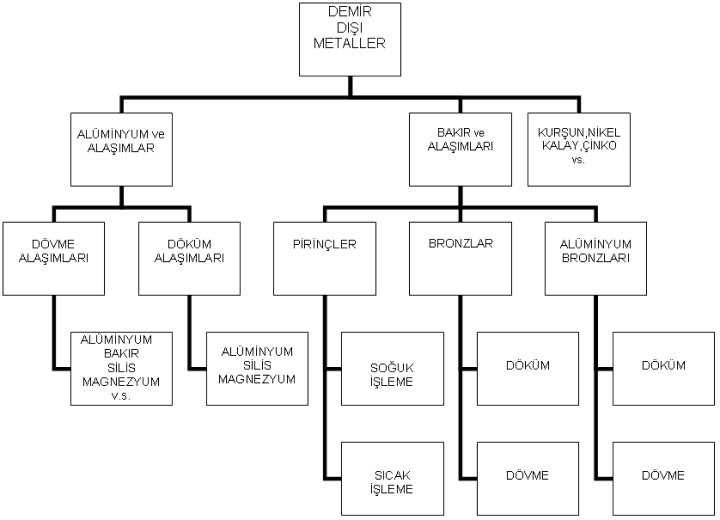 DEMİR
DIŞI
METALLER
ALÜMİNYUM ve
ALAŞIMLAR
BAKIR ve
ALAŞIMLARI
KURŞUN,NİKEL
KALAY,ÇİNKO
vs.
DÖVME
ALAŞIMLARI
DÖKÜM
ALAŞIMLARI
PİRİNÇLER
BRONZLAR
ALÜMİNYUM
BRONZLARI
ALÜMİNYUM
BAKIR
SİLİS
MAGNEZYUM
v.s.
ALÜMİNYUM
SİLİS
MAGNEZYUM
SOĞUK
İŞLEME
DÖKÜM
DÖKÜM
SICAK
İŞLEME
DÖVME
DÖVME